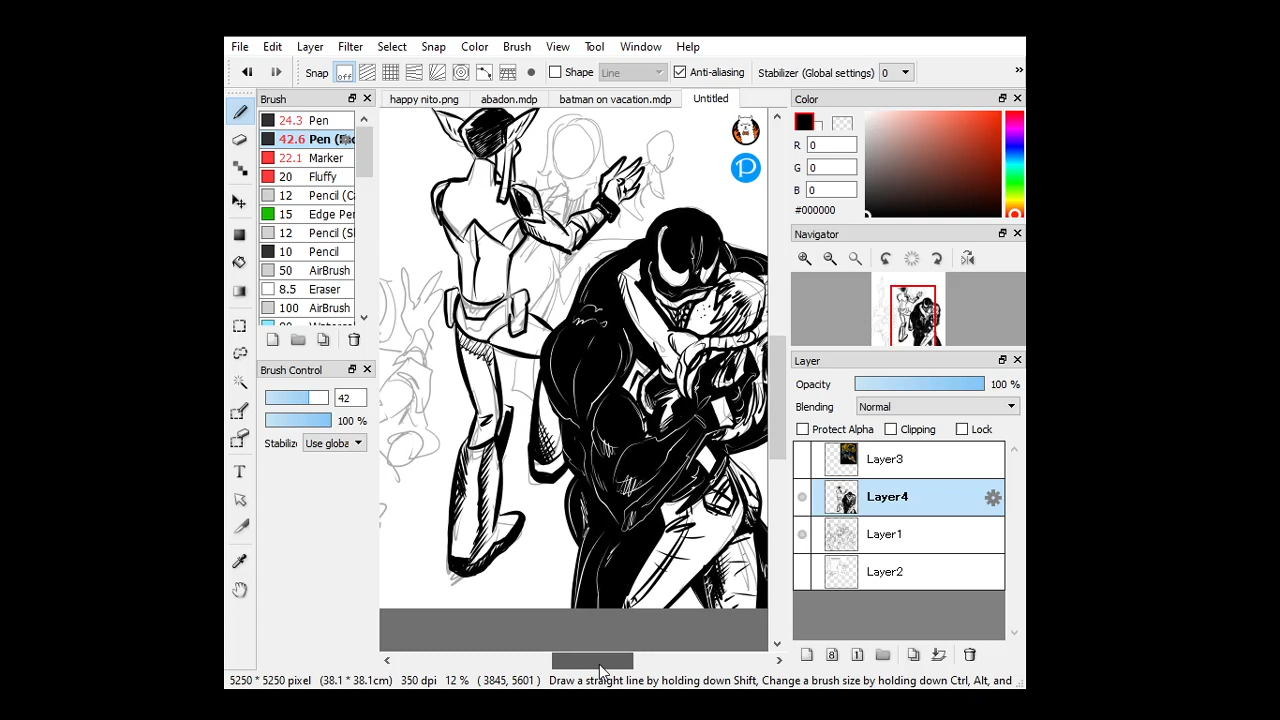 File Edit Layer Filter Select Snap Color Brush View Tool Window Help
Snap off Shape Line Anti-aliasing Stabilizer (Global settings) 0 »
Brush
happy nito.png abadon.mdp batman on vacation.mdp Untitled
Color
24.3 Pen
42.6 Pen
22.1 Marker
20 Fluffy
12 Pencil (C
15 Edge Per
12 Pencil (S
10 Pencil
50 AirBrush
8.5 Eraser
100 AirBrush
R 0
G 0
B 0
#000000
Navigator
Brush Control
42
100 %
Stabiliz Use globa
T
P
Layer
Opacity 100 %
Blending Normal
Protect Alpha Clipping Lock
Layer3
Layer4
Layer1
Layer2
8 1
5250 * 5250 pixel (38.1 * 38.1cm) 350 dpi 12 % ( 3845, 5601 ) Draw a straight line by holding down Shift, Change a brush size by holding down Ctrl, Alt, and